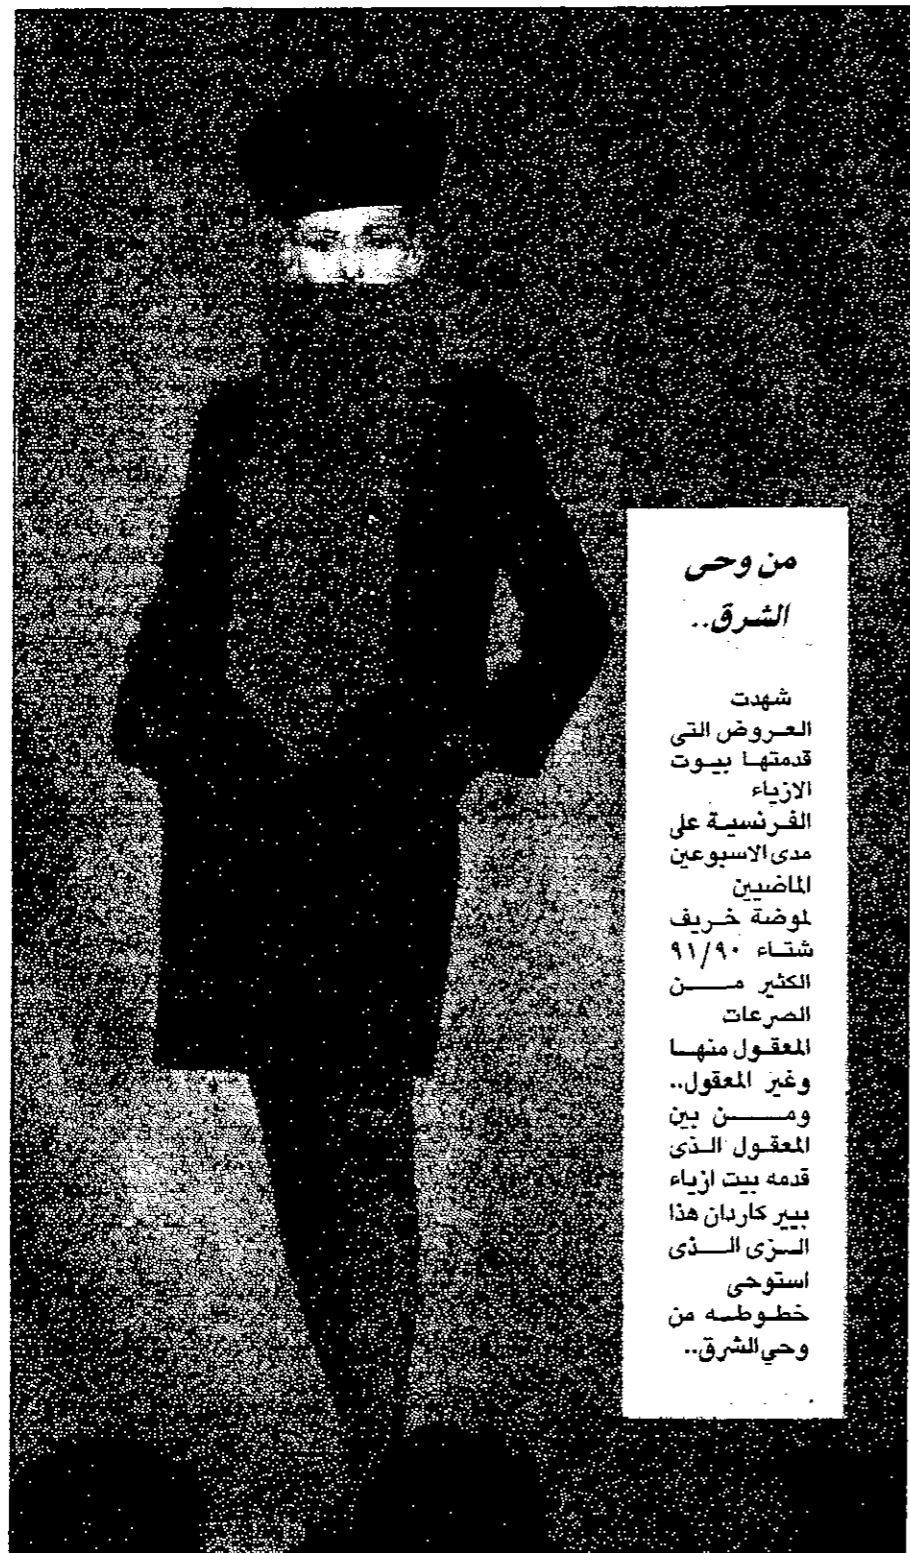 من وحى
الشرق..
شهدت
العروض التى
قدمتها بيوت
الازياء
الفرنسية على
مدى الاسبوعين
الماضيين
لموضة خريف
شتاء ٩١/٩٠
الكثير من
الصرعات
المعقول منها
وغير المعقول..
ومن بين
المعقول الذى
قدمه بيت ازياء
بيير كاردان هذا
الزى الذى
استوحى
خطوطه من
وحي الشرق..